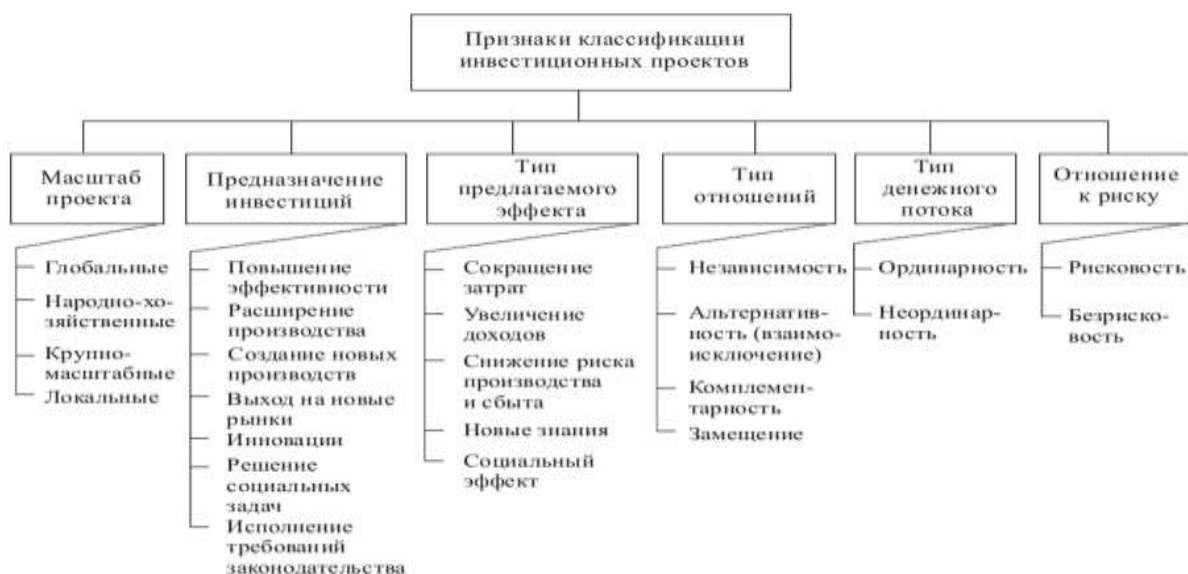 Признаки классификации
инвестиционных проектов
Масштаб
проекта
Глобальные
Народно-хо-
зяйственные
Крупно-
масштабные
Локальные
Предназначение
инвестиций
Повышение
эффективности
Расширение
производства
Создание новых
производств
Выход на новые
рынки
Инновации
Решение
социальных
задач
Исполнение
требований
законодательства
Тип
предлагаемого
эффекта
Сокращение
затрат
Увеличение
доходов
Снижение риска
производства
и сбыта
Новые знания
Социальный
эффект
Тип
отношений
Независимость
Альтернатив-
ность (взаимо-
исключение)
Комплемен-
тарность
Замещение
Тип
денежного
потока
Ординарность
Неординар-
ность
Отношение
к риску
Рисковость
Безриско-
вость